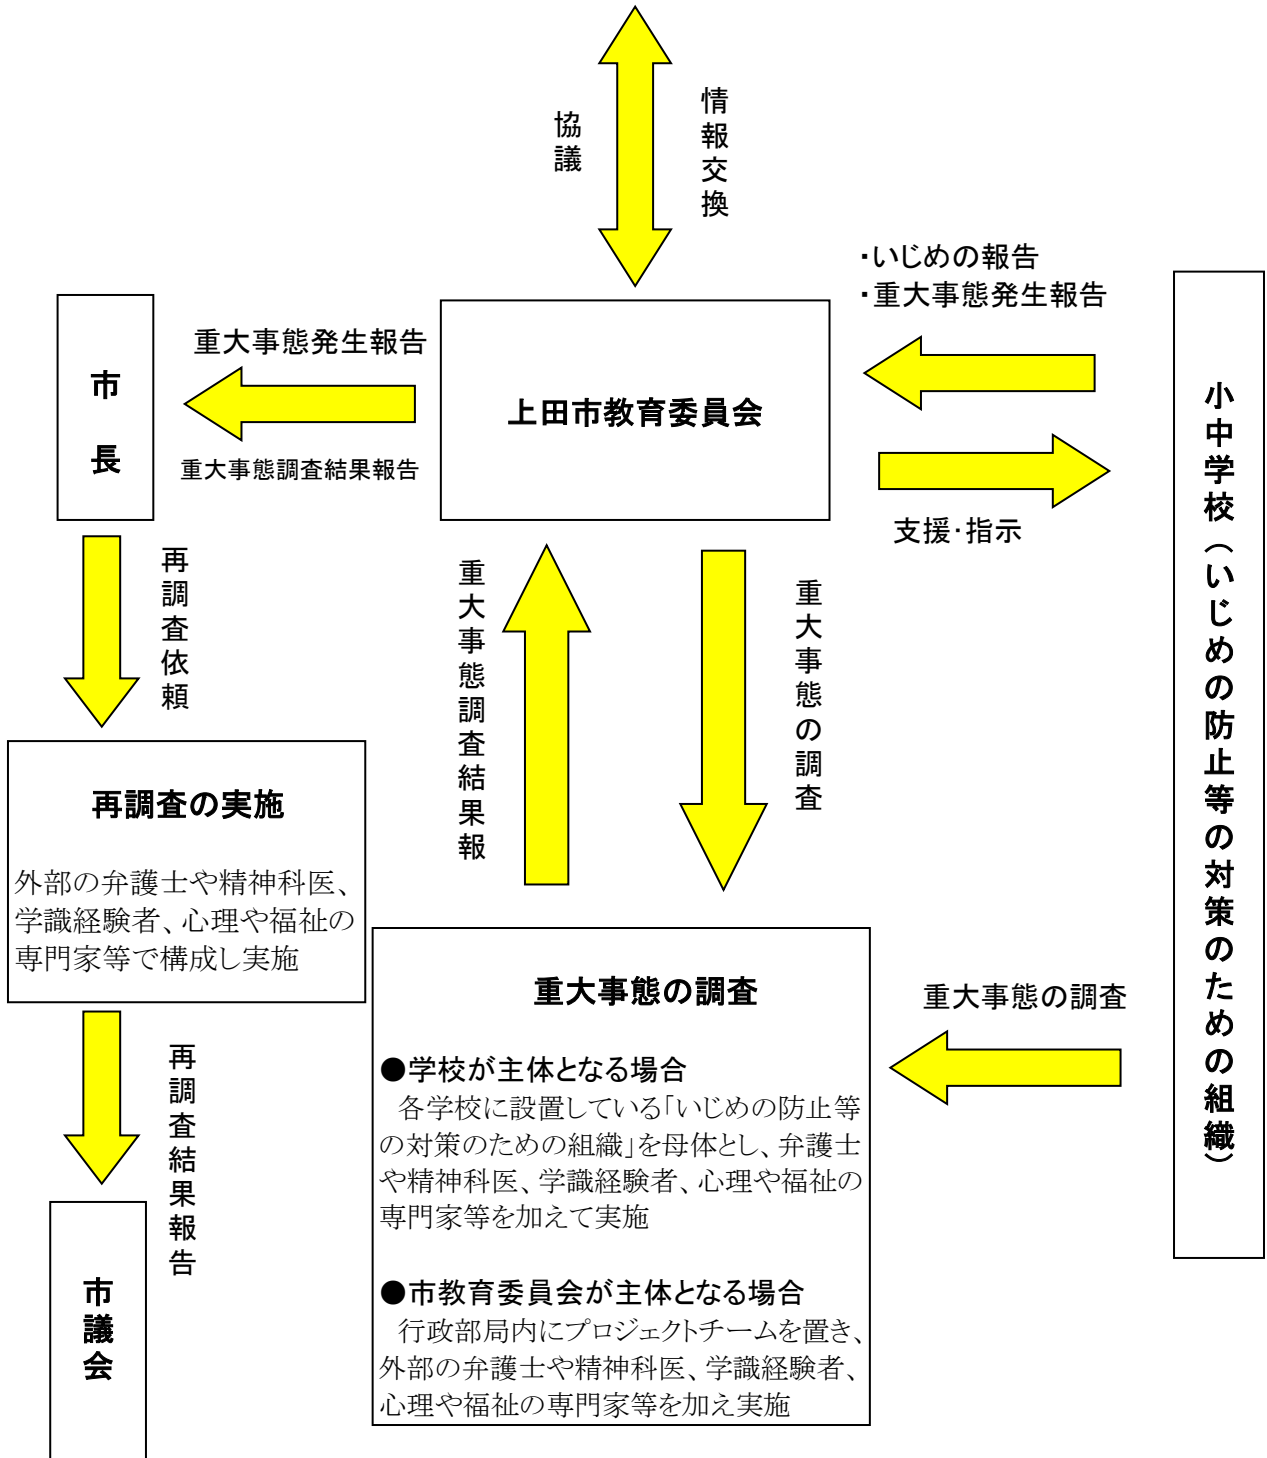 協議
情報交換
・いじめの報告
・重大事態発生報告
市長
重大事態発生報告
重大事態調査結果報告
上田市教育委員会
支援・指示
小中学校（いじめの防止等の対策のための組織）
再調査依頼
重大事態調査結果報
重大事態の調査
再調査の実施
外部の弁護士や精神科医、
学識経験者、心理や福祉の
専門家等で構成し実施
重大事態の調査
●学校が主体となる場合
各学校に設置している「いじめの防止等
の対策のための組織」を母体とし、弁護士
や精神科医、学識経験者、心理や福祉の
専門家等を加えて実施
●市教育委員会が主体となる場合
行政部局内にプロジェクトチームを置き、
外部の弁護士や精神科医、学識経験者、
心理や福祉の専門家等を加え実施
重大事態の調査
再調査結果報告
市議会